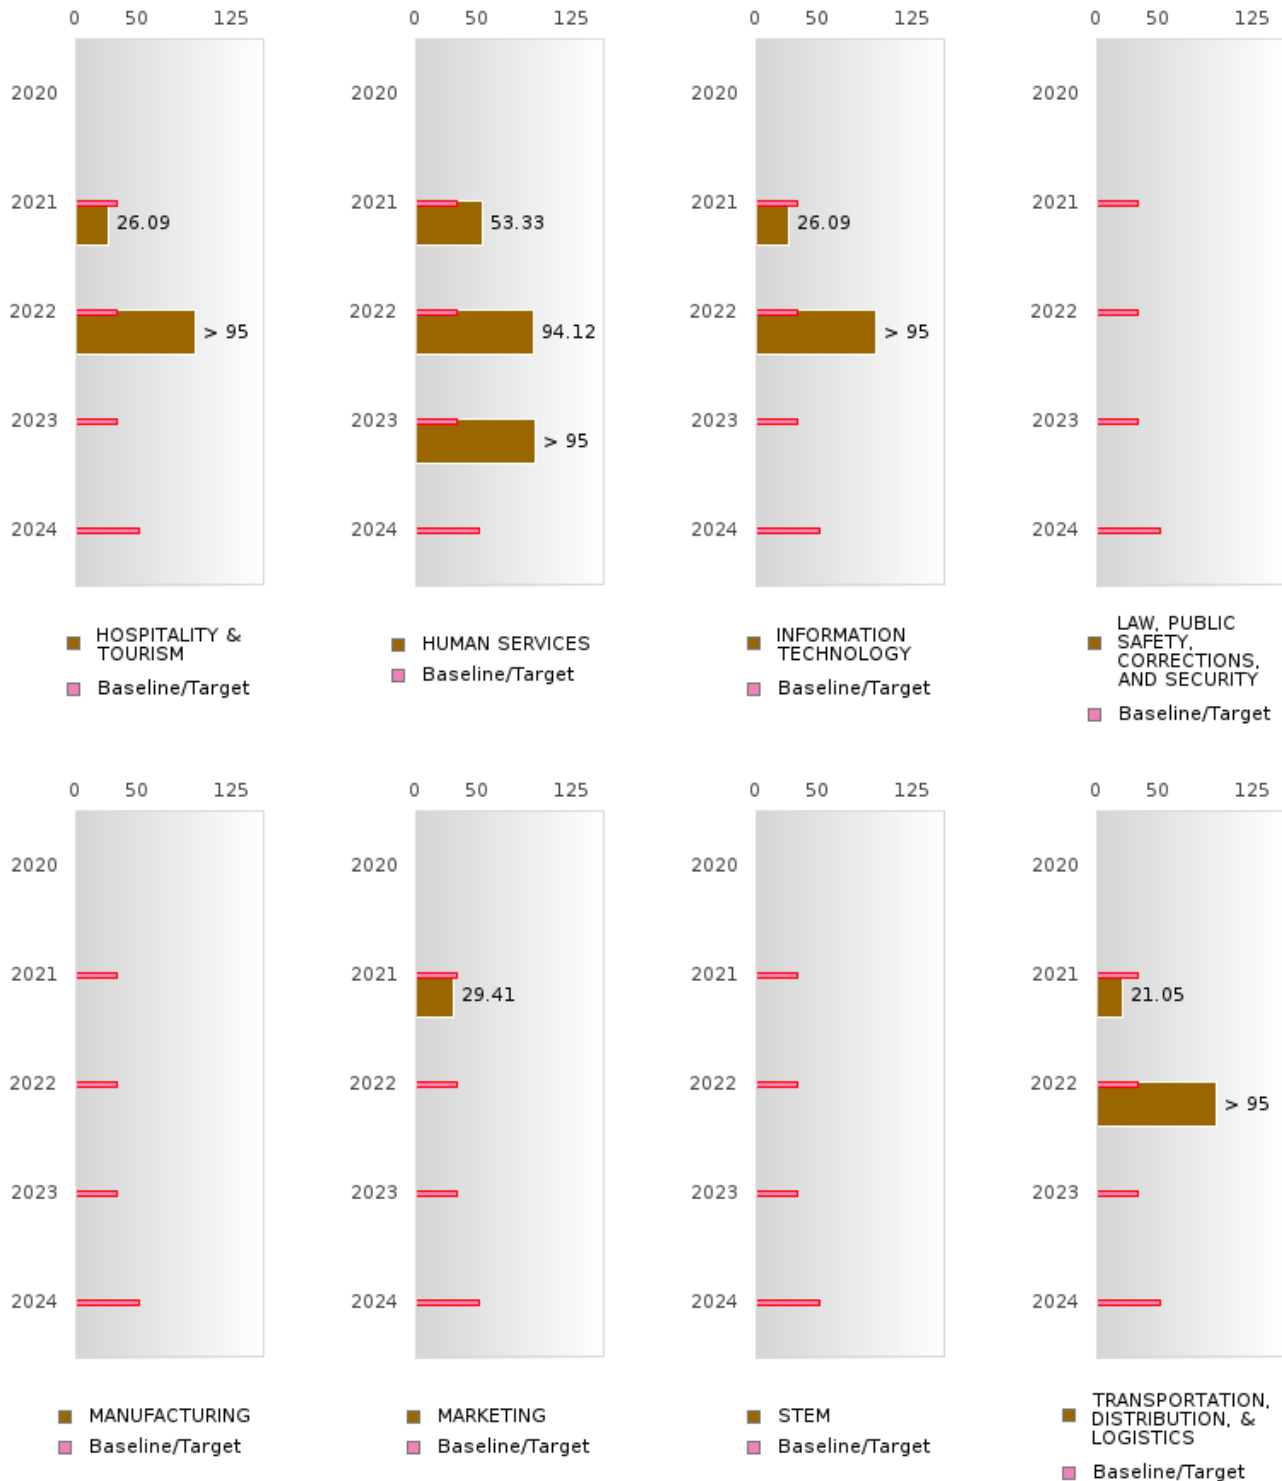 0 50 125 0 50 125 0 50 125 0 50 125
2020 2020 2020 2020
2021 2021 2021 2021
26.09 53.33 26.09
2022 2022 2022 2022
> 95 94.12 > 95
2023 2023 2023 2023
> 95
2024 2024 2024 2024
HOSPITALITY &
TOURISM
Baseline/Target
HUMAN SERVICES
Baseline/Target
INFORMATION
TECHNOLOGY
Baseline/Target
LAW, PUBLIC
SAFETY,
CORRECTIONS,
AND SECURITY
Baseline/Target
0 50 125 0 50 125 0 50 125 0 50 125
2020 2020 2020 2020
2021 2021 2021 2021
29.41 21.05
2022 2022 2022 2022
> 95
2023 2023 2023 2023
2024 2024 2024 2024
MANUFACTURING
Baseline/Target
MARKETING
Baseline/Target
STEM
Baseline/Target
TRANSPORTATION,
DISTRIBUTION, &
LOGISTICS
Baseline/Target